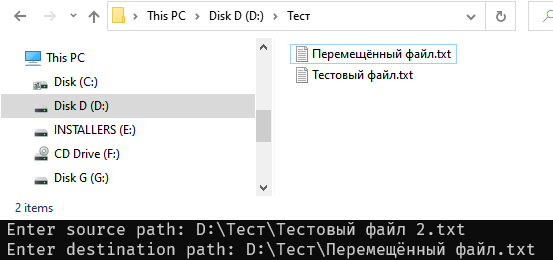 This PC > Disk D (D:) > Тест
This PC
Disk (C:)
Disk D (D:)
INSTALLERS (E:)
CD Drive (F:)
Disk G (G:)
Перемещённый файл.txt
Тестовый файл.txt
2 items
Enter source path: D:\Тест\Тестовый файл 2.txt
Enter destination path: D:\Тест\Перемещённый файл.txt